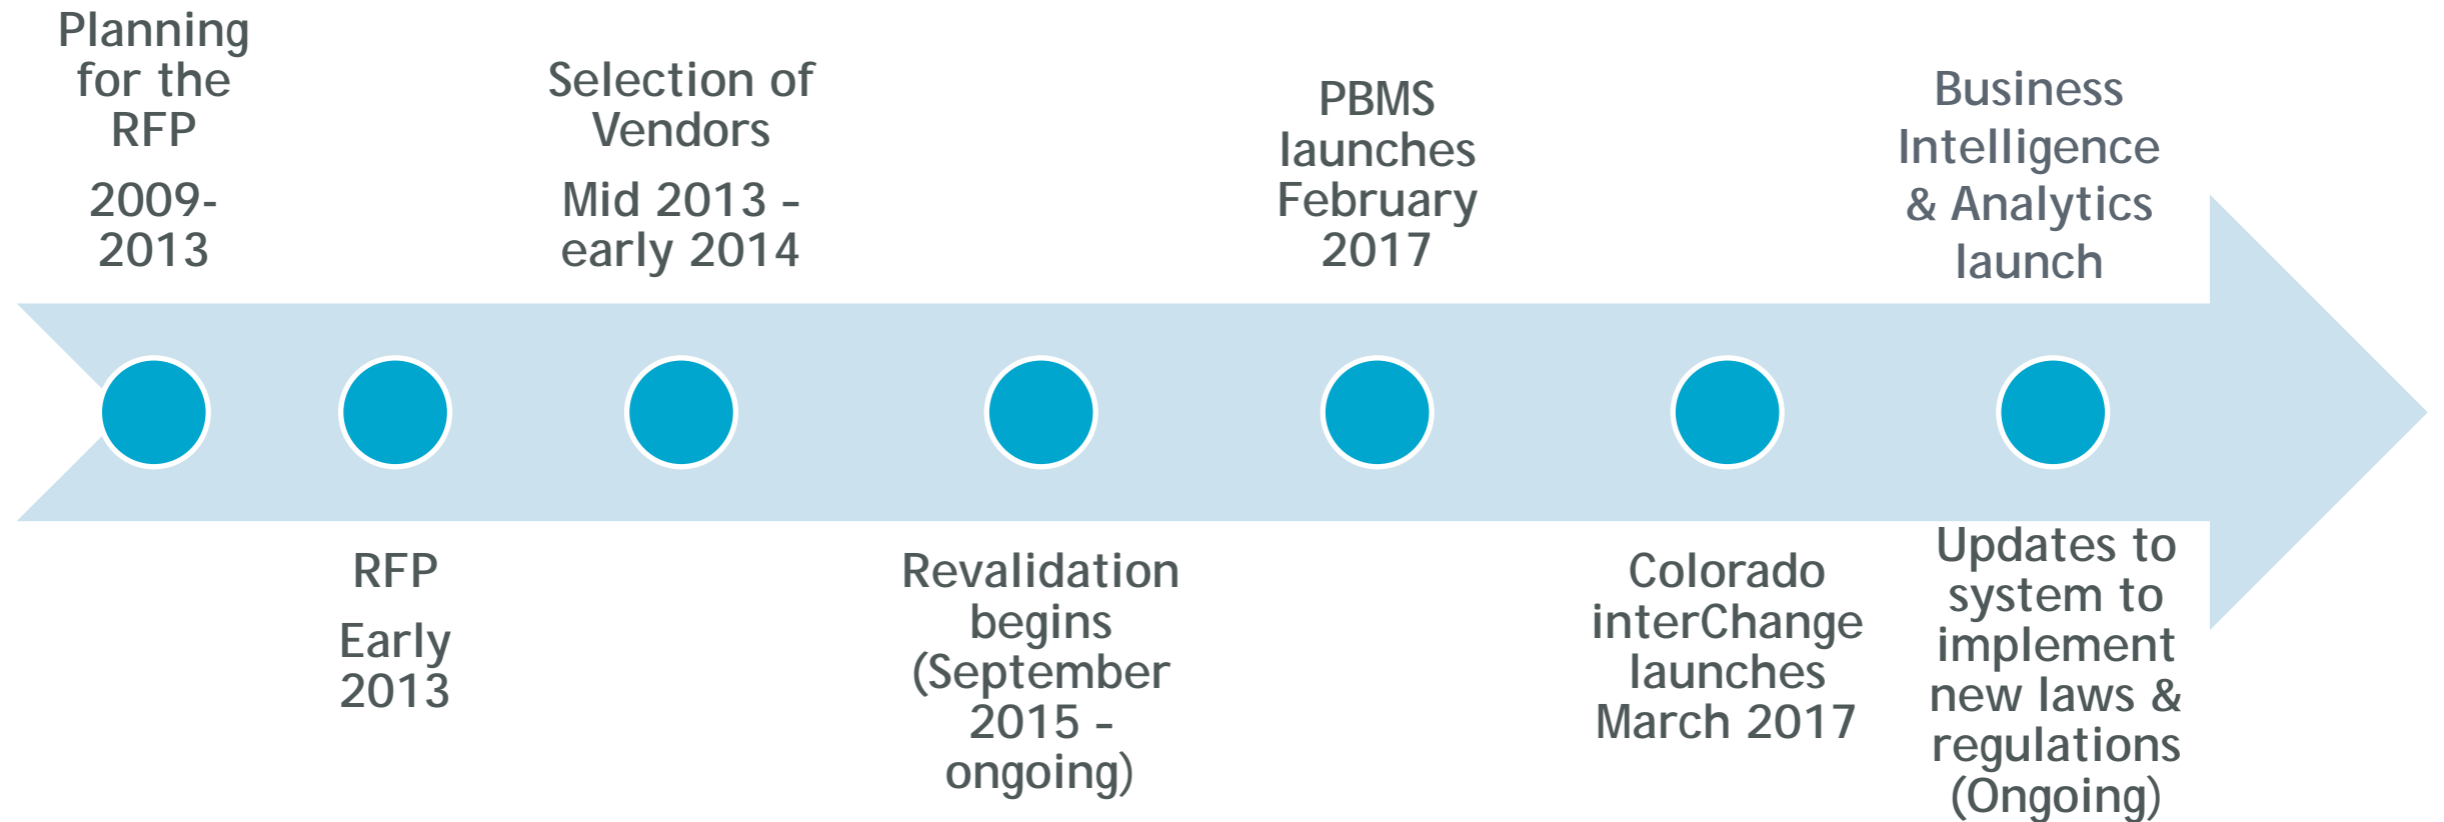 Planning
for the
RFP
2009-
2013
RFP
Early
2013
Selection of
Vendors
Mid 2013 -
early 2014
Revalidation
begins
(September
2015 -
ongoing)
PBMS
launches
February
2017
Colorado
interChange
launches
March 2017
Business
Intelligence
& Analytics
launch
Updates to
system to
implement
new laws &
regulations
(Ongoing)